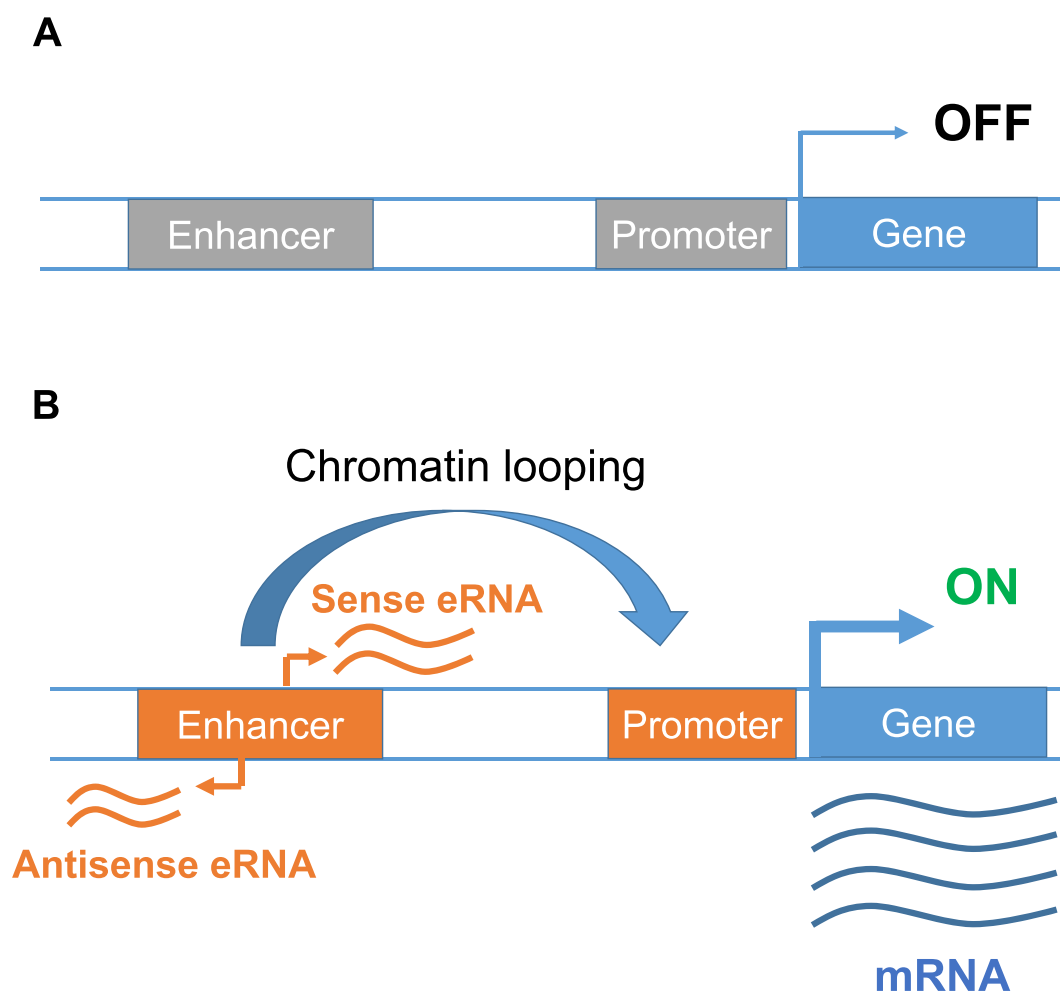 A
OFF
Enhancer
Promoter
Gene
B
Chromatin looping
ON
Sense eRNA
Enhancer
Promoter
Gene
Antisense eRNA
mRNA